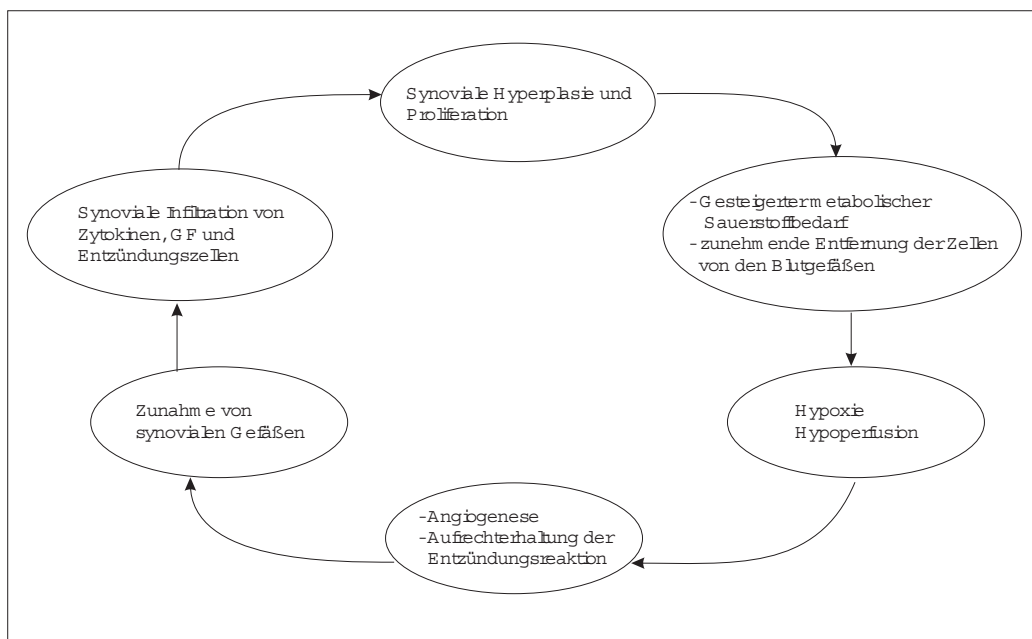 Synoviale Hyperplasie und
Proliferation
-Gesteigerter metabolischer
Sauerstoffbedarf
-zunehmende Entfernung der Zellen
von den Blutgefäßen
Hypoxie
Hypoperfusion
-Angiogenese
-Aufrechterhaltung der
Entzündungsreaktion
Zunahme von
synovialen Gefäßen
Synoviale Infiltration von
Zytokinen, GF und
Entzündungszellen